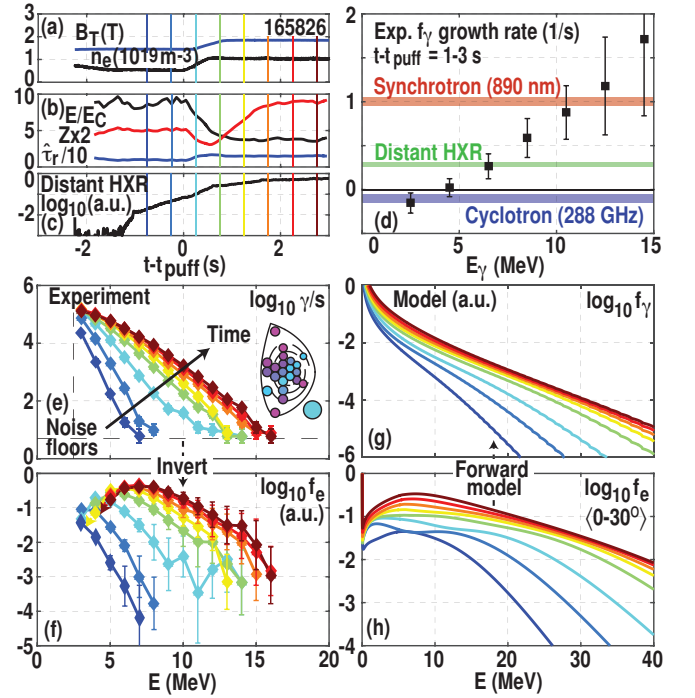 (a)
165826
B_T(T)
n_e(1019m-3)
3
2
1
0
(b)
E/E_C
Zx2
τ̂_r/10
10
5
0
Distant HXR
log10(a.u.)
(c)
0
-2
-2 0 2
t-t_puff (s)
Exp. f_γ growth rate (1/s)
t-t_puff = 1-3 s
Synchrotron (890 nm)
Distant HXR
Cyclotron (288 GHz)
(d)
2
1
0
0 5 10 15
E_γ (MeV)
Experiment
log10 γ/s
Time
(e)
Noise
floors
6
4
2
0
Invert
log10 f_e
(a.u.)
(f)
0
-1
-2
-3
-4
-5
0 5 10 15 20
E (MeV)
Model (a.u.)
log10 f_γ
(g)
0
-2
-4
-6
Forward
model
log10 f_e
⟨0-30°⟩
(h)
0
-1
-2
-3
-4
0 10 20 30 40
E (MeV)